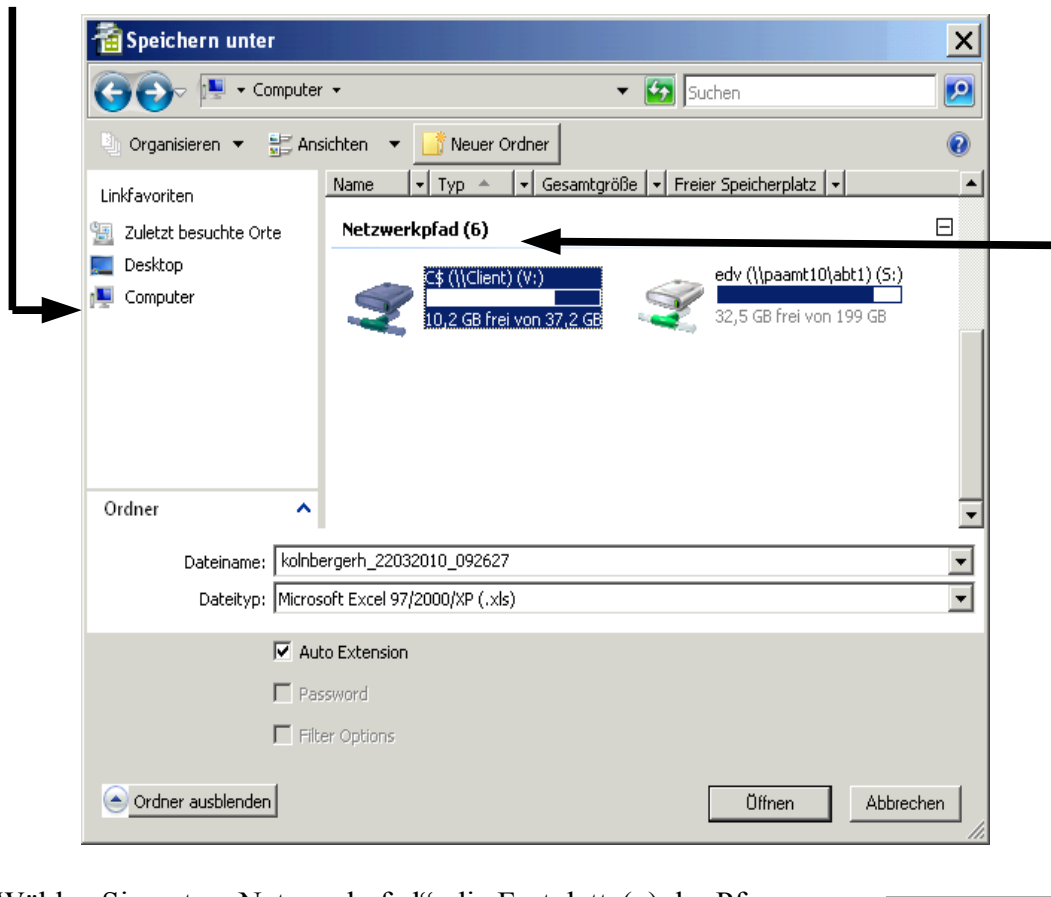 Speichern unter
Computer
Suchen
Organisieren
Ansichten
Neuer Ordner
Linkfavoriten
Zuletzt besuchte Orte
Desktop
Computer
Ordner
Name Typ Gesamtgröße Freier Speicherplatz
Netzwerkpfad (6)
C$ (\\Client) (V:)
10,2 GB frei von 37,2 GB
edv (\\paamt10\abt1) (S:)
32,5 GB frei von 199 GB
Dateiname: kolnbergerh_22032010_092627
Dateityp: Microsoft Excel 97/2000/XP (.xls)
Auto Extension
Password
Filter Options
Ordner ausblenden
Öffnen
Abbrechen